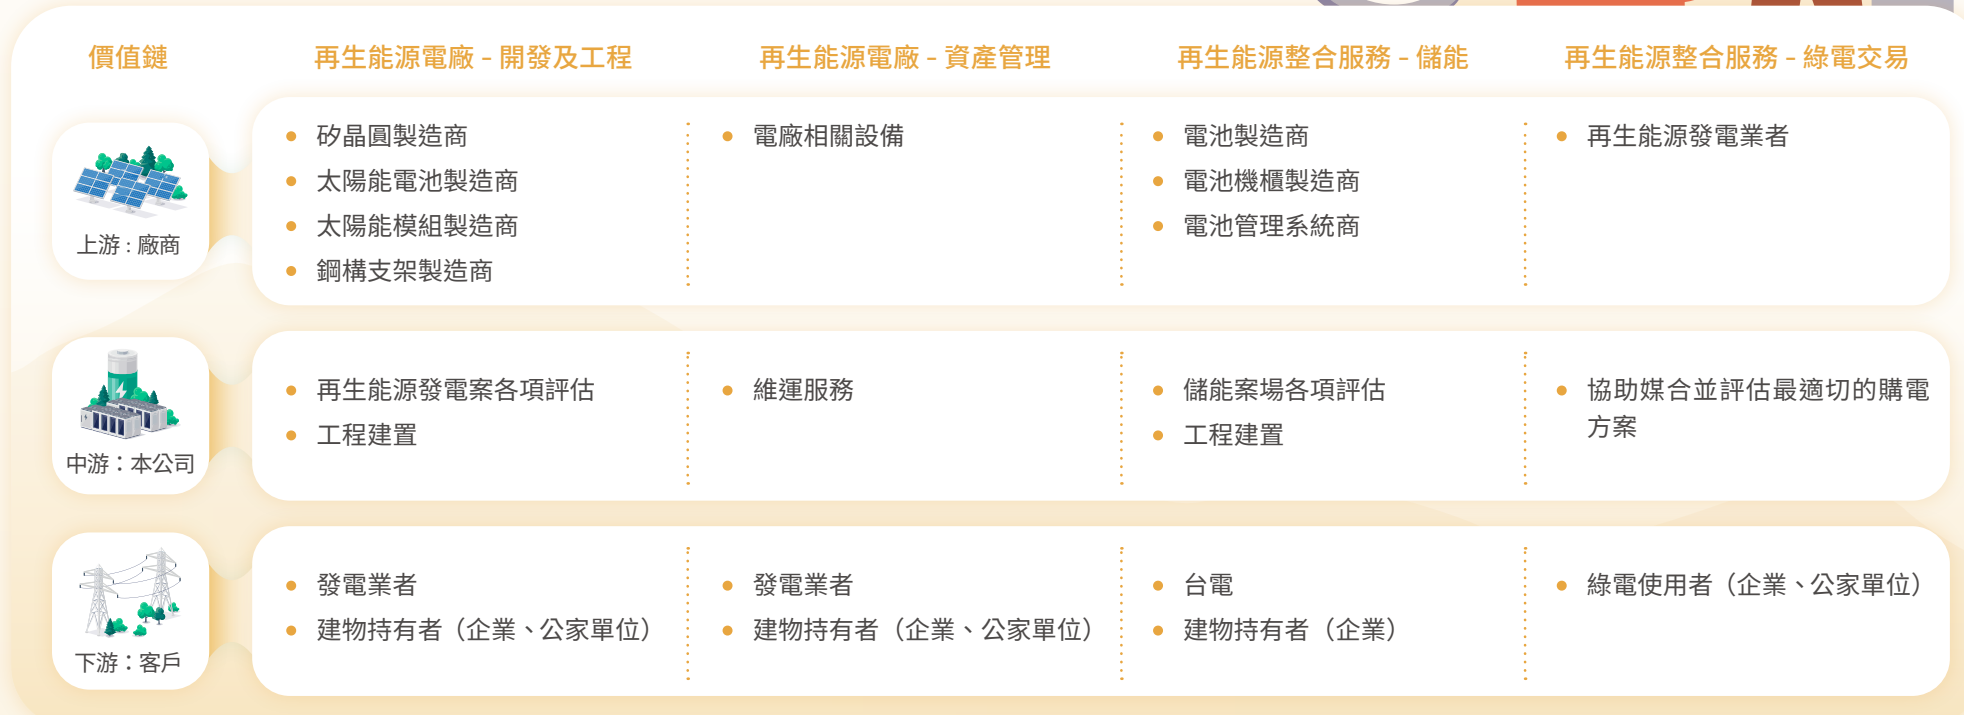 價值鏈
再生能源電廠 - 開發及工程
再生能源電廠 - 資產管理
再生能源整合服務 - 儲能
再生能源整合服務 - 綠電交易
上游 : 廠商
• 矽晶圓製造商
• 太陽能電池製造商
• 太陽能模組製造商
• 鋼構支架製造商
• 電廠相關設備
• 電池製造商
• 電池機櫃製造商
• 電池管理系統商
• 再生能源發電業者
中游：本公司
• 再生能源發電案各項評估
• 工程建置
• 維運服務
• 儲能案場各項評估
• 工程建置
• 協助媒合並評估最適切的購電
方案
下游：客戶
• 發電業者
• 建物持有者（企業、公家單位）
• 發電業者
• 建物持有者（企業、公家單位）
• 台電
• 建物持有者（企業）
• 綠電使用者（企業、公家單位）